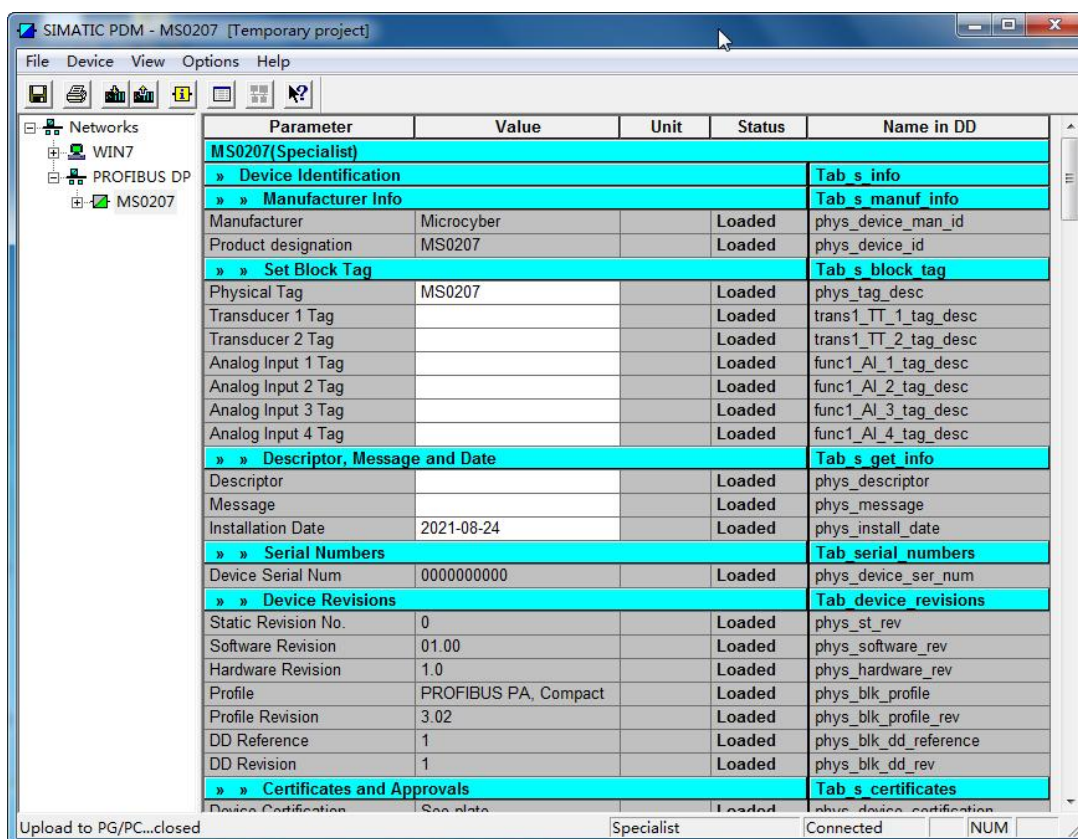 SIMATIC PDM - MS0207 [Temporary project]
File Device View Options Help
Networks
WIN7
PROFIBUS DP
MS0207
Parameter Value Unit Status Name in DD
MS0207(Specialist)
» Device Identification Tab_s_info
» » Manufacturer Info Tab_s_manuf_info
Manufacturer Microcyber Loaded phys_device_man_id
Product designation MS0207 Loaded phys_device_id
» » Set Block Tag Tab_s_block_tag
Physical Tag MS0207 Loaded phys_tag_desc
Transducer 1 Tag Loaded trans1_TT_1_tag_desc
Transducer 2 Tag Loaded trans1_TT_2_tag_desc
Analog Input 1 Tag Loaded func1_AI_1_tag_desc
Analog Input 2 Tag Loaded func1_AI_2_tag_desc
Analog Input 3 Tag Loaded func1_AI_3_tag_desc
Analog Input 4 Tag Loaded func1_AI_4_tag_desc
» » Descriptor, Message and Date Tab_s_get_info
Descriptor Loaded phys_descriptor
Message Loaded phys_message
Installation Date 2021-08-24 Loaded phys_install_date
» » Serial Numbers Tab_serial_numbers
Device Serial Num 0000000000 Loaded phys_device_ser_num
» » Device Revisions Tab_device_revisions
Static Revision No. 0 Loaded phys_st_rev
Software Revision 01.00 Loaded phys_software_rev
Hardware Revision 1.0 Loaded phys_hardware_rev
Profile PROFIBUS PA, Compact Loaded phys_blk_profile
Profile Revision 3.02 Loaded phys_blk_profile_rev
DD Reference 1 Loaded phys_blk_dd_reference
DD Revision 1 Loaded phys_blk_dd_rev
» » Certificates and Approvals Tab_s_certificates
Device Certification See plate Loaded phys_device_certification
Upload to PG/PC...closed Specialist Connected NUM